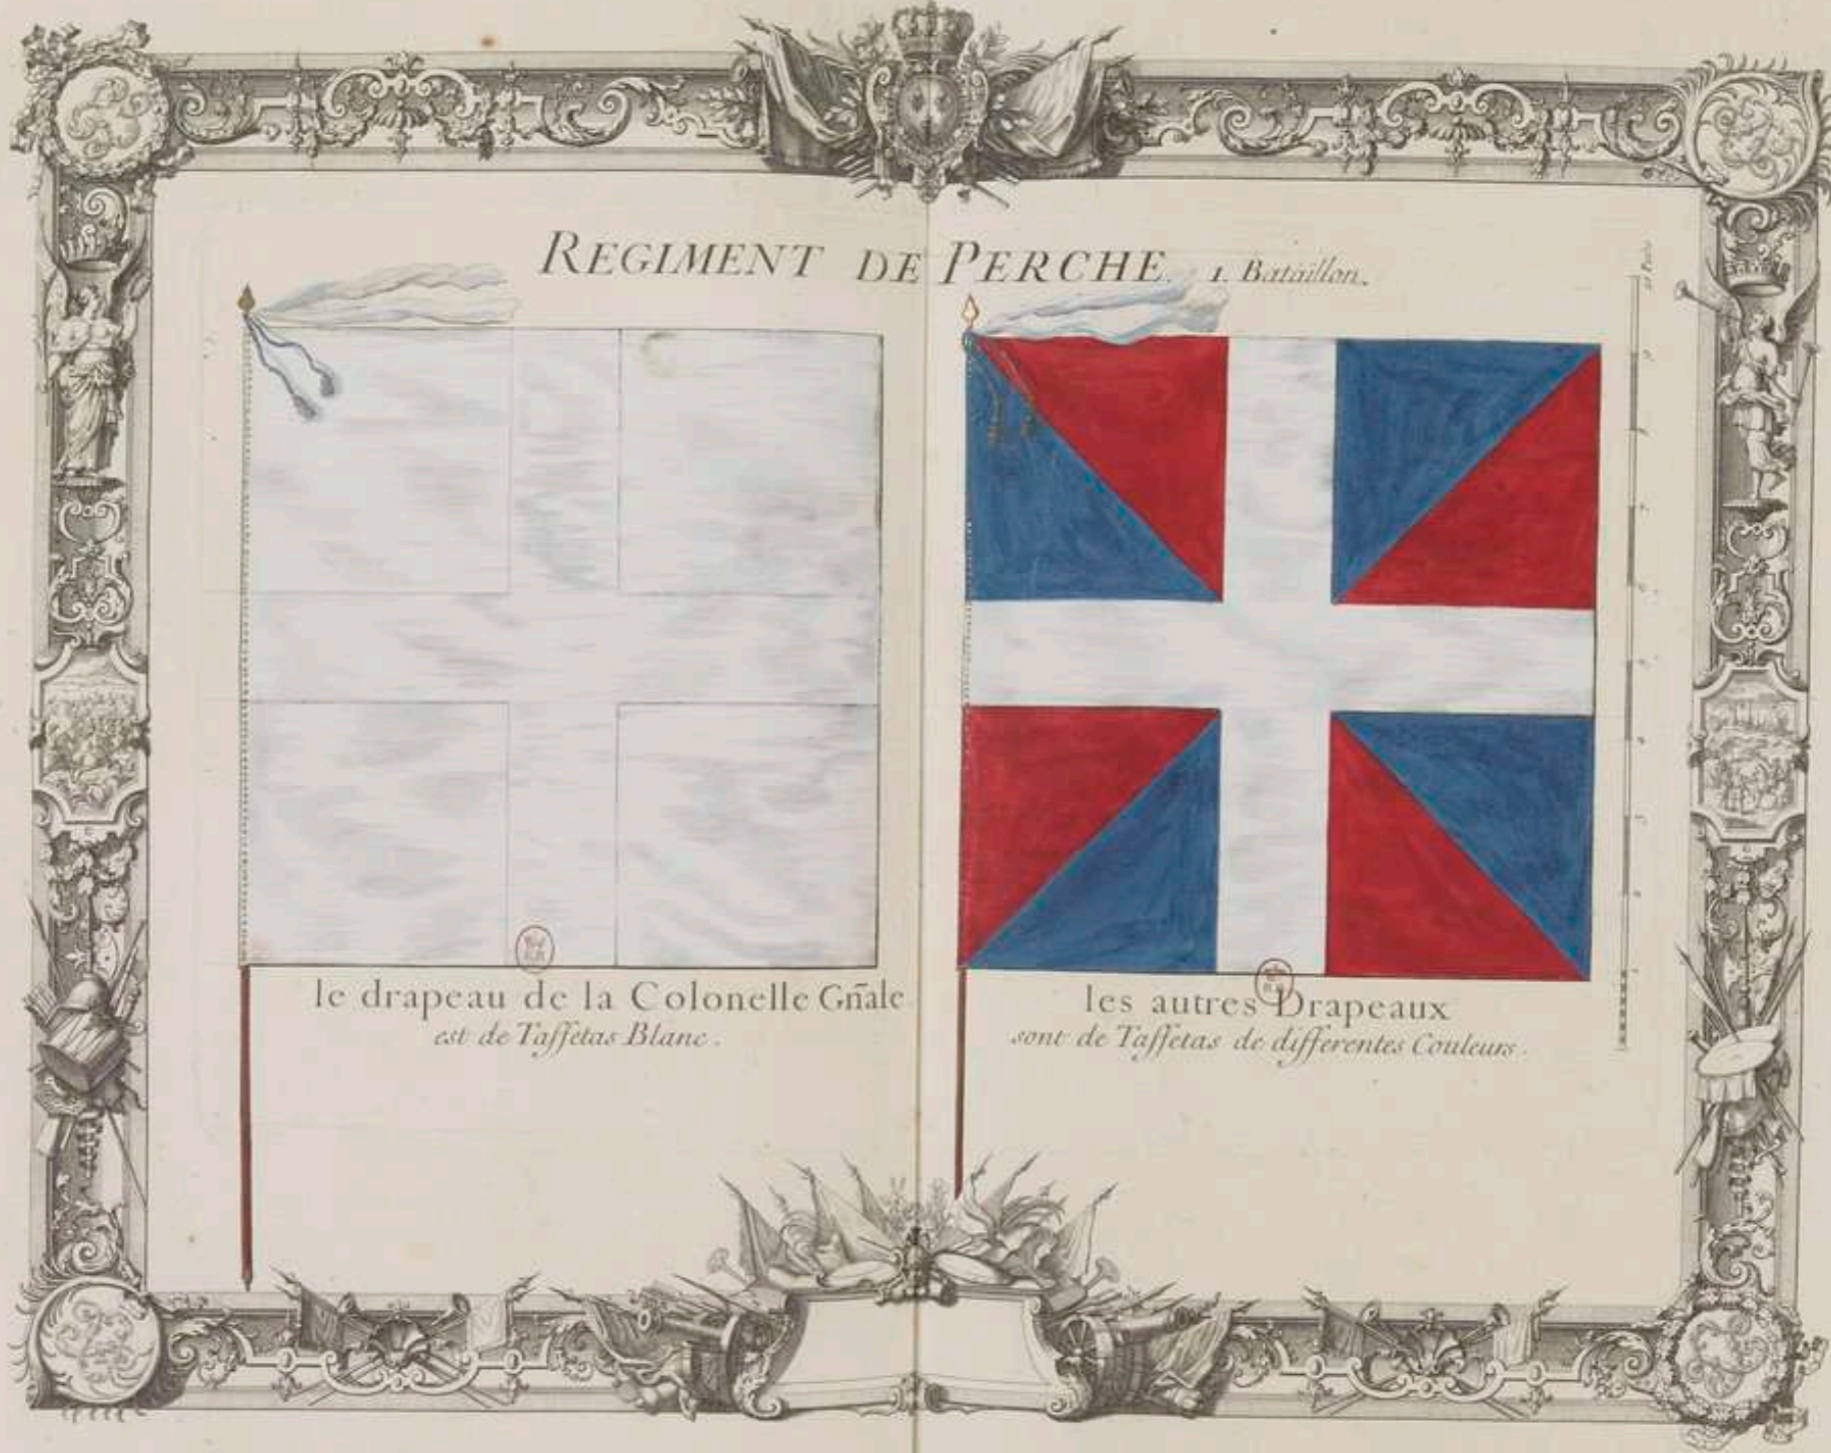 REGIMENT DE PERCHE. 1. Bataillon.
le drapeau de la Colonelle Gñale
est de Taffetas Blanc.
les autres Drapeaux
sont de Taffetas de differentes Couleurs.